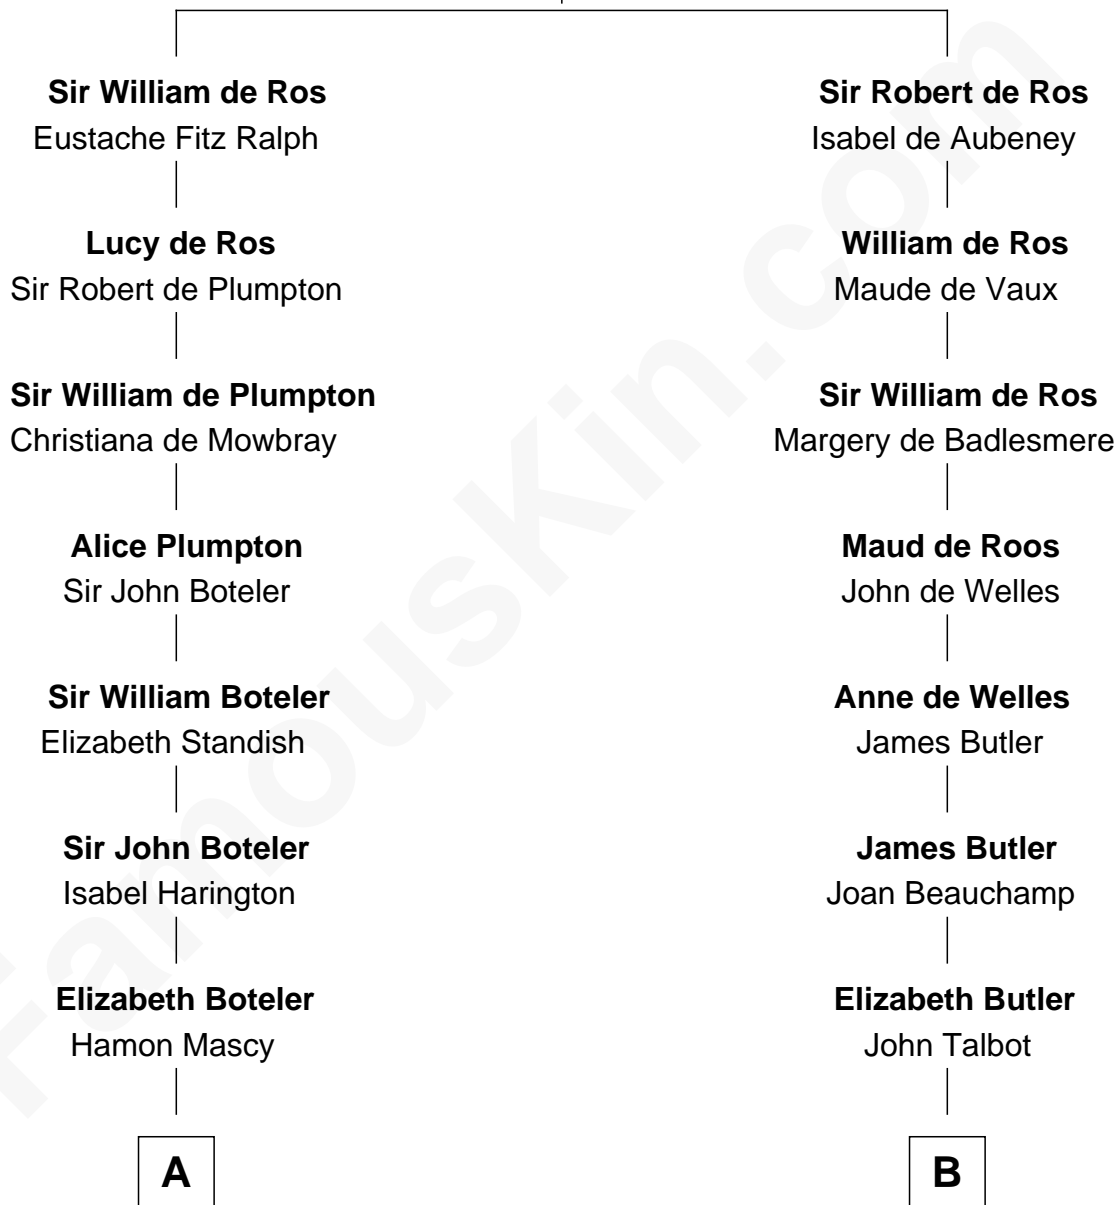 Sir William de Ros
Eustache Fitz Ralph
Lucy de Ros
Sir Robert de Plumpton
Sir William de Plumpton
Christiana de Mowbray
Alice Plumpton
Sir John Boteler
Sir William Boteler
Elizabeth Standish
Sir John Boteler
Isabel Harington
Elizabeth Boteler
Hamon Mascy
A
Sir Robert de Ros
Isabel de Aubeney
William de Ros
Maude de Vaux
Sir William de Ros
Margery de Badlesmere
Maud de Roos
John de Welles
Anne de Welles
James Butler
James Butler
Joan Beauchamp
Elizabeth Butler
John Talbot
B
FamousKin.com